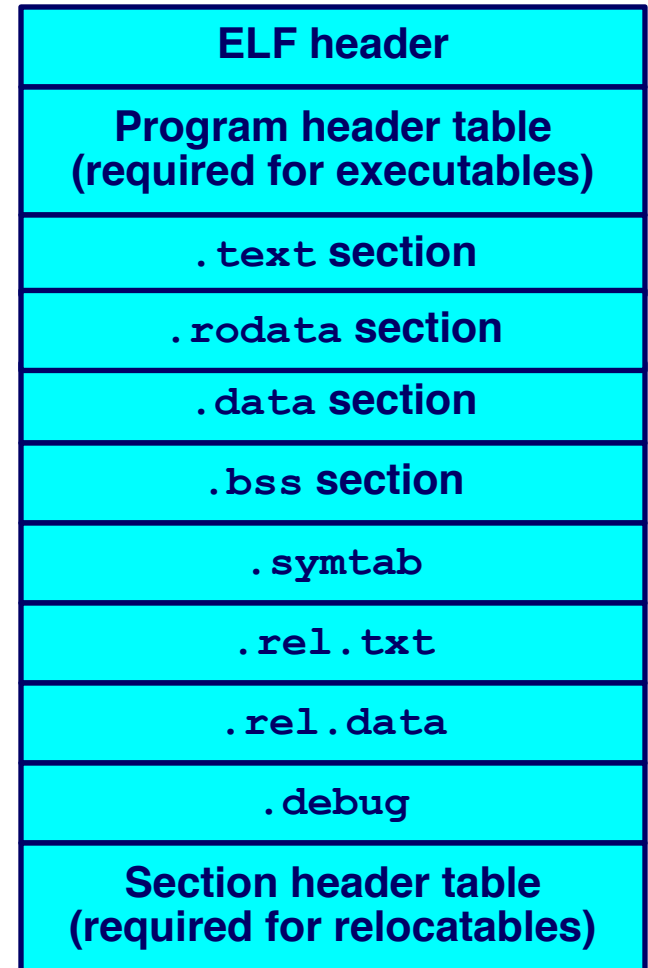 ELF header
Program header table
(required for executables)
.text section
.rodata section
.data section
.bss section
.symtab
.rel.txt
.rel.data
.debug
Section header table
(required for relocatables)